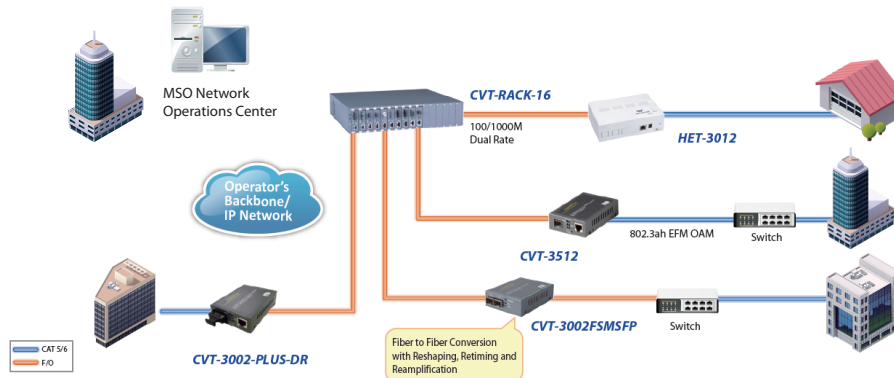 MSO Network
Operations Center
CVT-RACK-16
100/1000M
Dual Rate
HET-3012
Operator's
Backbone/
IP Network
CVT-3512
802.3ah EFM OAM
Switch
CVT-3002FSMSFP
Switch
Fiber to Fiber Conversion
with Reshaping, Retiming and
Reamplification
CVT-3002-PLUS-DR
CAT 5/6
F/O